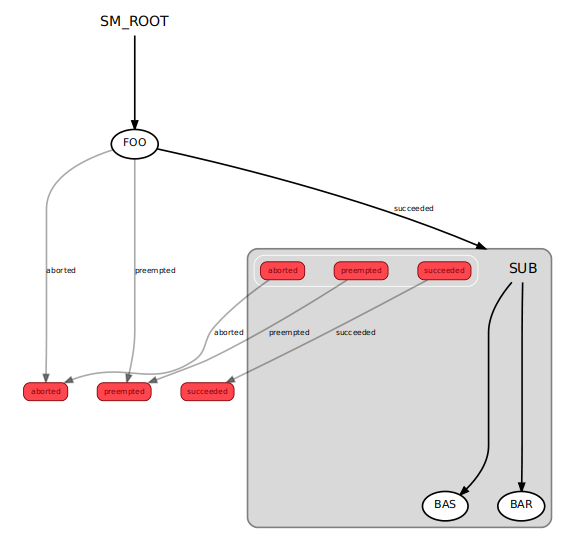 SM_ROOT
FOO
succeeded
aborted
preempted
aborted
preempted
succeeded
SUB
aborted
preempted
succeeded
aborted
preempted
succeeded
BAS
BAR